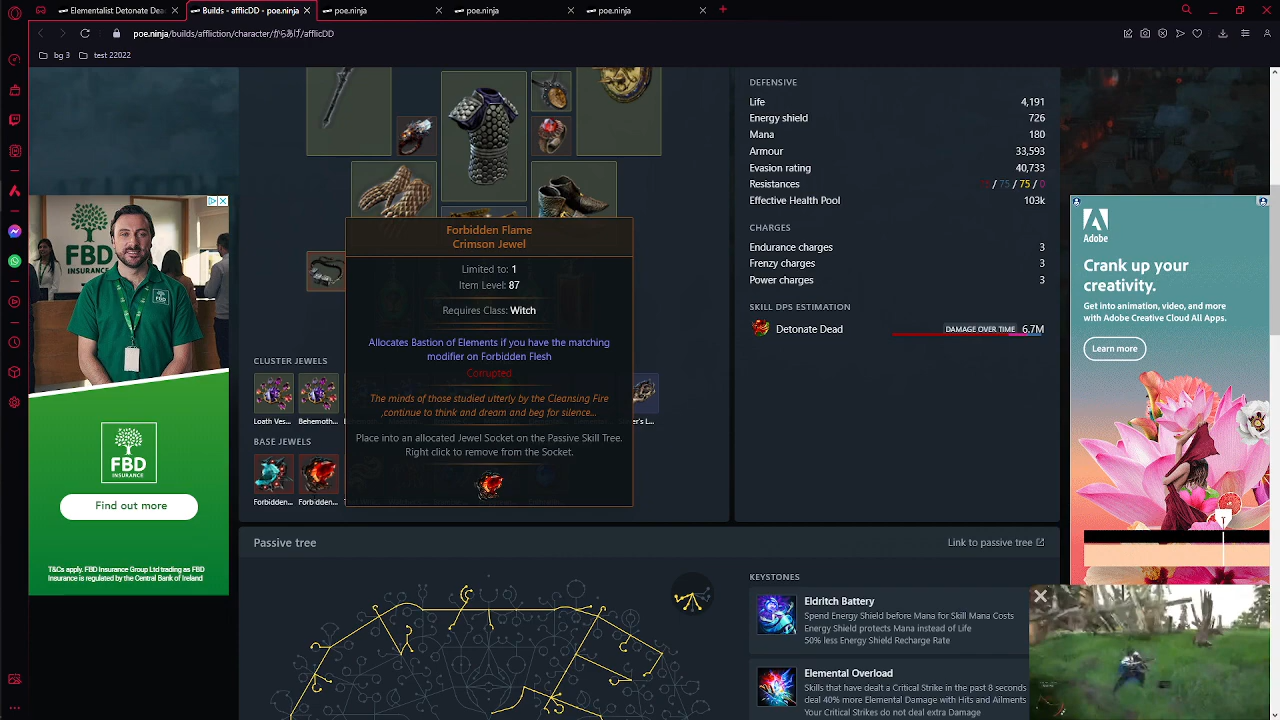 Elementalist Detonate Dead
Builds - afflicDD - poe.ninja
poe.ninja
poe.ninja
poe.ninja
bg 3
test 22022
DEFENSIVE
Life 4,191
Energy shield 726
Mana 180
Armour 33,593
Evasion rating 40,733
Resistances / 75 / 75 / 0
Effective Health Pool 103k
CHARGES
Endurance charges 3
Frenzy charges 3
Power charges 3
SKILL DPS ESTIMATION
Detonate Dead DAMAGE OVER TIME 6.7M
Forbidden Flame
Crimson Jewel
Limited to: 1
Item Level: 87
Requires Class: Witch
Allocates Bastion of Elements if you have the matching
modifier on Forbidden Flesh
Corrupted
The minds of those studied utterly by the Cleansing Fire
,continue to think and dream and beg for silence...
Place into an allocated Jewel Socket on the Passive Skill Tree.
Right click to remove from the Socket.
CLUSTER JEWELS
Loath Ves...
Behemoth...
BASE JEWELS
Forbidden...
Forbidden...
Passive tree
Link to passive tree
KEYSTONES
Eldritch Battery
Spend Energy Shield before Mana for Skill Mana Costs
Energy Shield protects Mana instead of Life
50% less Energy Shield Recharge Rate
Elemental Overload
Skills that have dealt a Critical Strike in the past 8 seconds
deal 40% more Elemental Damage with Hits and Ailments
Your Critical Strikes do not deal extra Damage
FBD
INSURANCE
FBD
INSURANCE
Find out more
T&Cs apply. FBD Insurance Group Ltd trading as FBD
Insurance is regulated by the Central Bank of Ireland
Adobe
Crank up your
creativity.
Get into animation, video, and more
with Adobe Creative Cloud All Apps.
Learn more